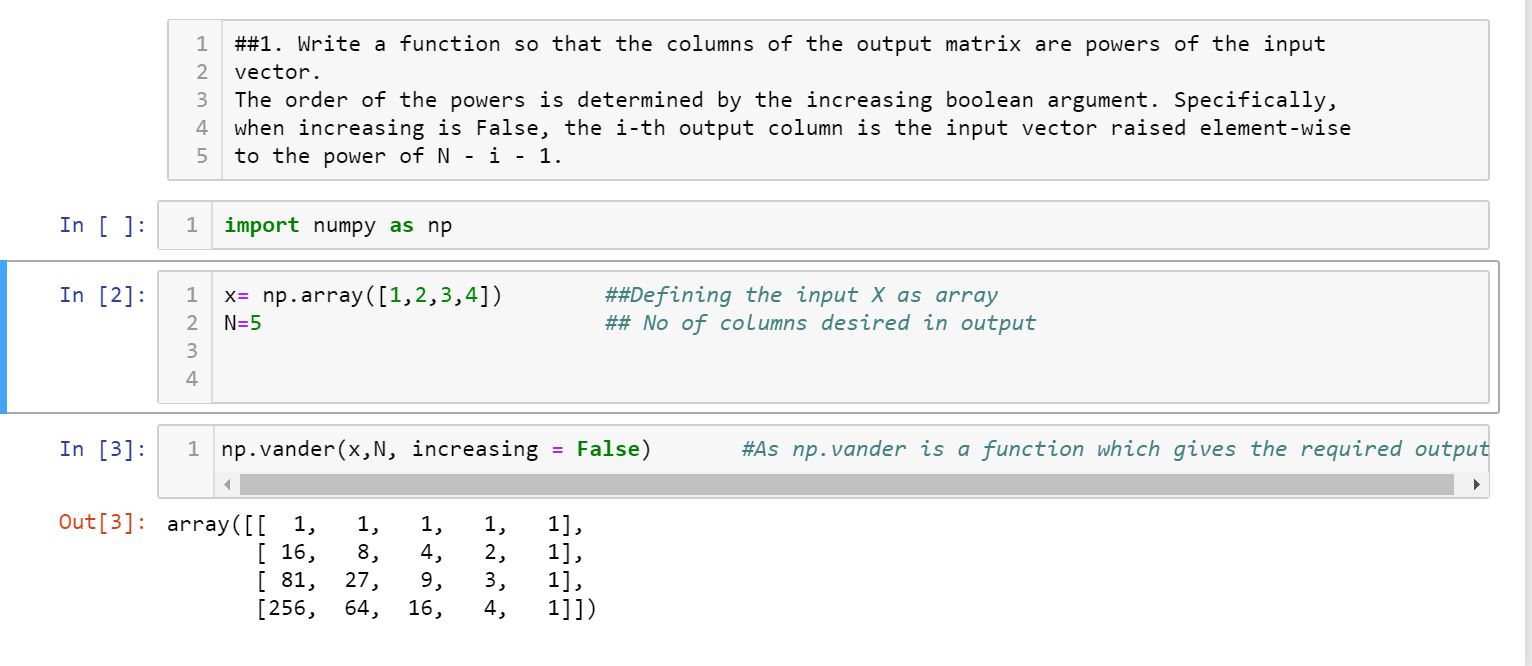 1 ##1. Write a function so that the columns of the output matrix are powers of the input
2 vector.
3 The order of the powers is determined by the increasing boolean argument. Specifically,
4 when increasing is False, the i-th output column is the input vector raised element-wise
5 to the power of N - i - 1.
In [ ]: 1 import numpy as np
In [2]: 1 x= np.array([1,2,3,4]) ##Defining the input X as array
2 N=5 ## No of columns desired in output
3
4
In [3]: 1 np.vander(x,N, increasing = False) #As np.vander is a function which gives the required output
Out[3]: array([[ 1, 1, 1, 1, 1],
[ 16, 8, 4, 2, 1],
[ 81, 27, 9, 3, 1],
[256, 64, 16, 4, 1]])